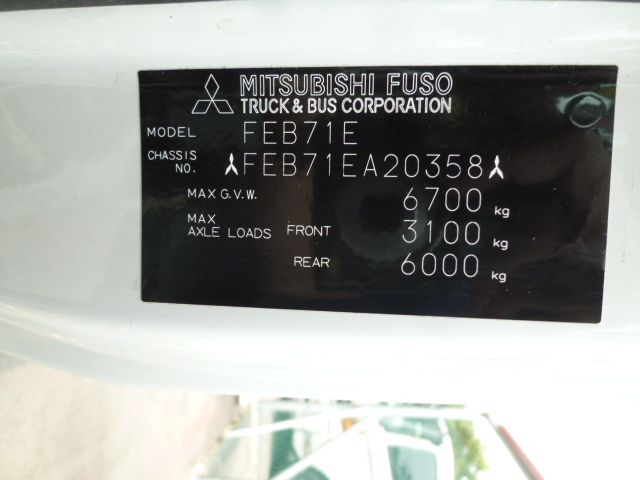 MITSUBISHI FUSO
TRUCK & BUS CORPORATION
MODEL FEB71E
CHASSIS NO. FEB71EA20358
MAX G.V.W. 6700 kg
MAX AXLE LOADS FRONT 3100 kg
REAR 6000 kg